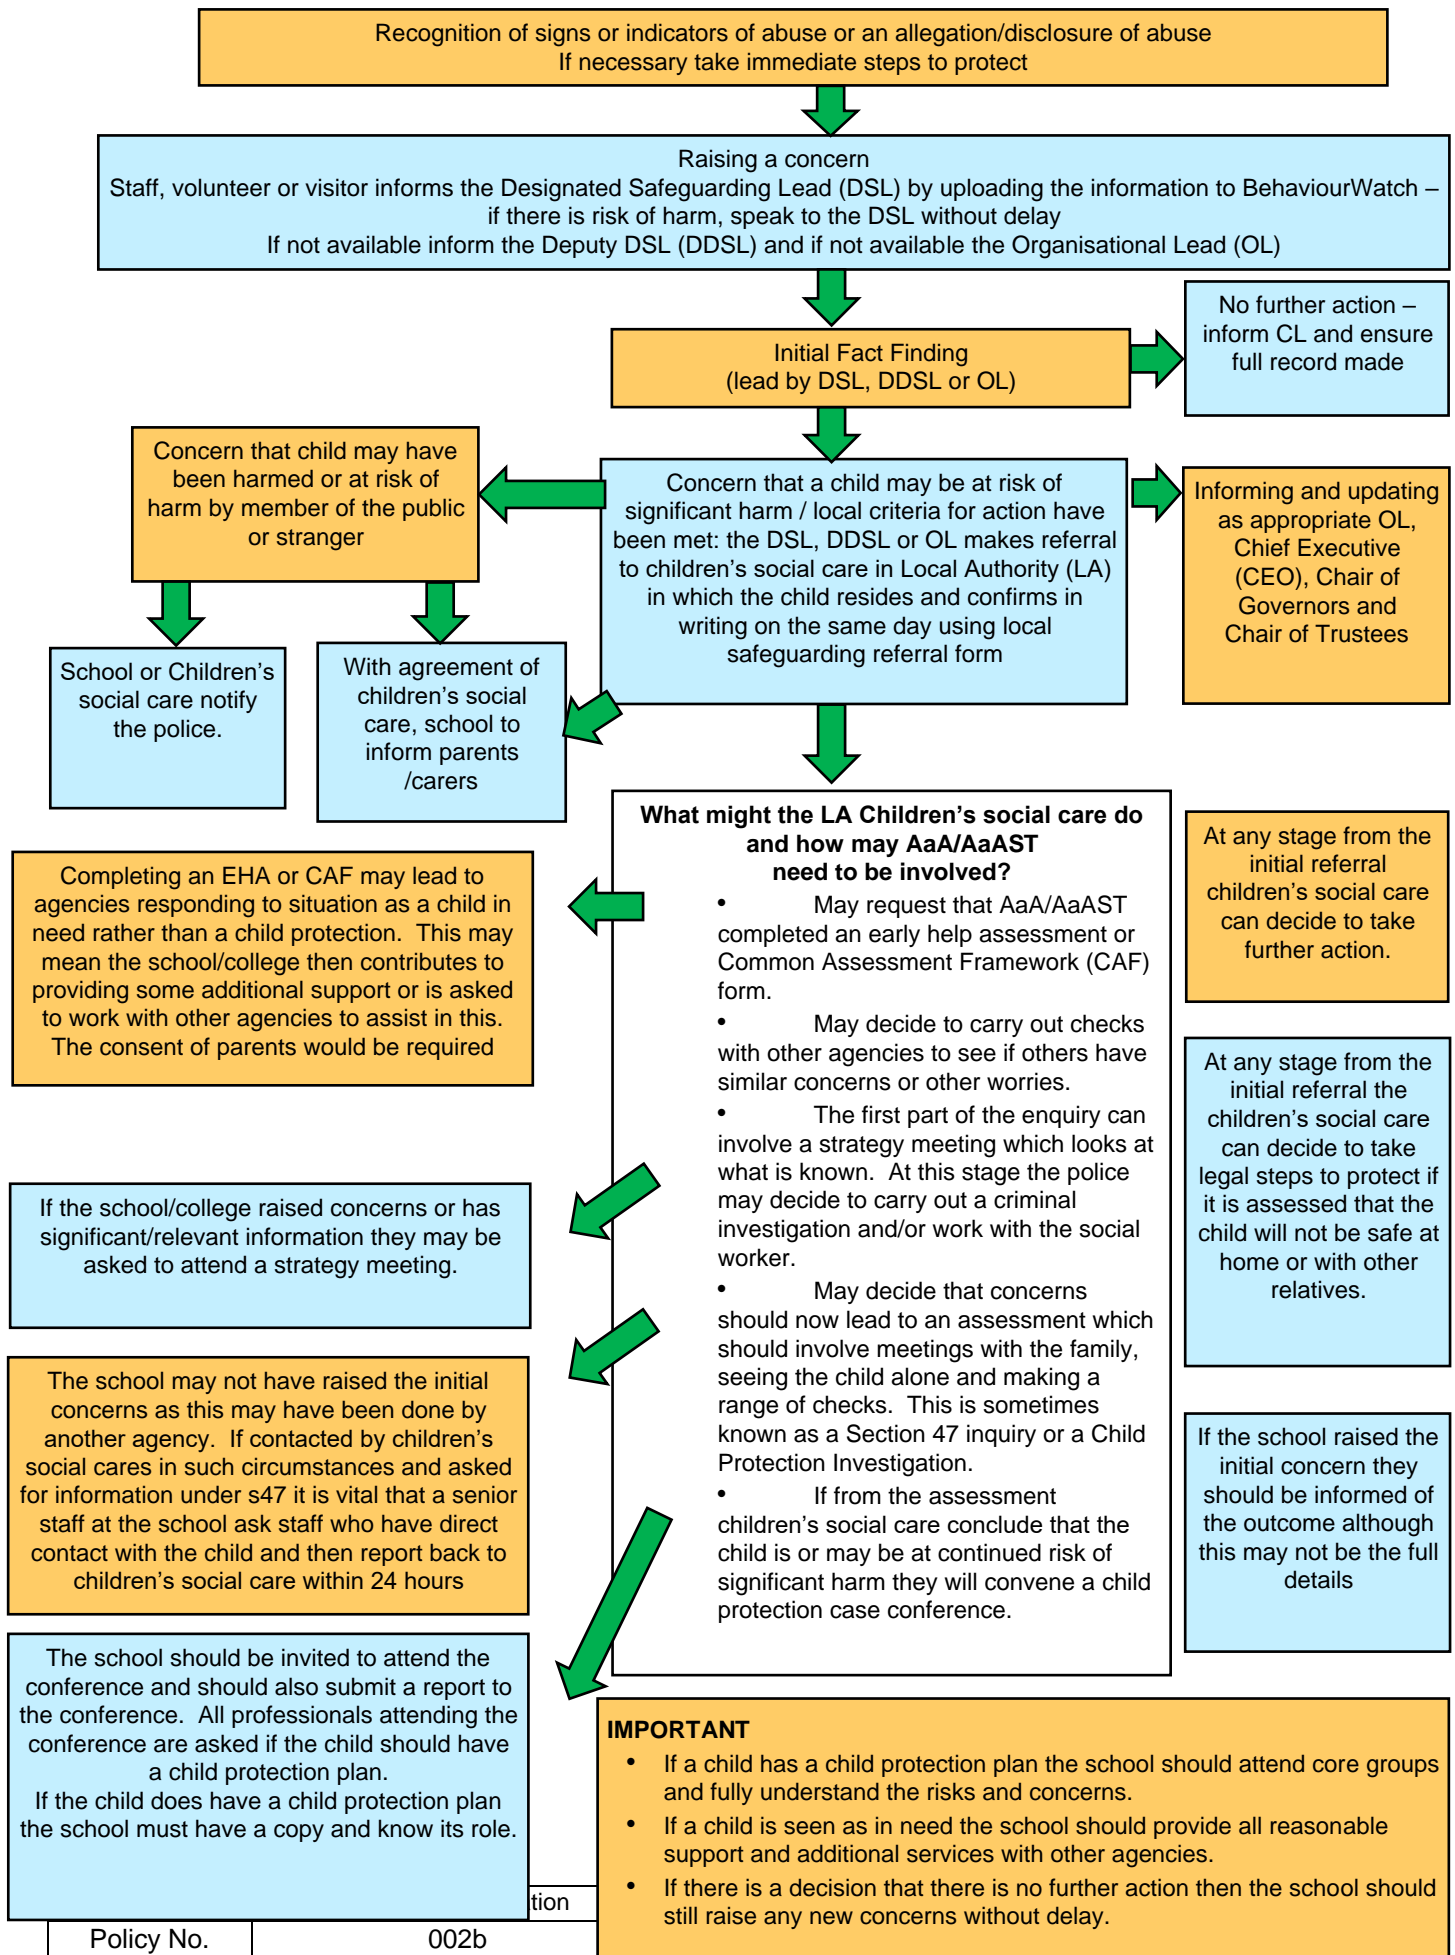 Recognition of signs or indicators of abuse or an allegation/disclosure of abuse
If necessary take immediate steps to protect
Raising a concern
Staff, volunteer or visitor informs the Designated Safeguarding Lead (DSL) by uploading the information to BehaviourWatch –
if there is risk of harm, speak to the DSL without delay
If not available inform the Deputy DSL (DDSL) and if not available the Organisational Lead (OL)
Initial Fact Finding
(lead by DSL, DDSL or OL)
No further action –
inform CL and ensure
full record made
Concern that child may have
been harmed or at risk of
harm by member of the public
or stranger
Concern that a child may be at risk of
significant harm / local criteria for action have
been met: the DSL, DDSL or OL makes referral
to children's social care in Local Authority (LA)
in which the child resides and confirms in
writing on the same day using local
safeguarding referral form
Informing and updating
as appropriate OL,
Chief Executive
(CEO), Chair of
Governors and
Chair of Trustees
School or Children's
social care notify
the police.
With agreement of
children's social
care, school to
inform parents
/carers
What might the LA Children's social care do
and how may AaA/AaAST
need to be involved?
• May request that AaA/AaAST
completed an early help assessment or
Common Assessment Framework (CAF)
form.
• May decide to carry out checks
with other agencies to see if others have
similar concerns or other worries.
• The first part of the enquiry can
involve a strategy meeting which looks at
what is known. At this stage the police
may decide to carry out a criminal
investigation and/or work with the social
worker.
• May decide that concerns
should now lead to an assessment which
should involve meetings with the family,
seeing the child alone and making a
range of checks. This is sometimes
known as a Section 47 inquiry or a Child
Protection Investigation.
• If from the assessment
children's social care conclude that the
child is or may be at continued risk of
significant harm they will convene a child
protection case conference.
Completing an EHA or CAF may lead to
agencies responding to situation as a child in
need rather than a child protection. This may
mean the school/college then contributes to
providing some additional support or is asked
to work with other agencies to assist in this.
The consent of parents would be required
If the school/college raised concerns or has
significant/relevant information they may be
asked to attend a strategy meeting.
The school may not have raised the initial
concerns as this may have been done by
another agency. If contacted by children's
social cares in such circumstances and asked
for information under s47 it is vital that a senior
staff at the school ask staff who have direct
contact with the child and then report back to
children's social care within 24 hours
The school should be invited to attend the
conference and should also submit a report to
the conference. All professionals attending the
conference are asked if the child should have
a child protection plan.
If the child does have a child protection plan
the school must have a copy and know its role.
At any stage from the
initial referral
children's social care
can decide to take
further action.
At any stage from the
initial referral the
children's social care
can decide to take
legal steps to protect if
it is assessed that the
child will not be safe at
home or with other
relatives.
If the school raised the
initial concern they
should be informed of
the outcome although
this may not be the full
details
IMPORTANT
• If a child has a child protection plan the school should attend core groups
and fully understand the risks and concerns.
• If a child is seen as in need the school should provide all reasonable
support and additional services with other agencies.
• If there is a decision that there is no further action then the school should
still raise any new concerns without delay.
Policy No. 002b